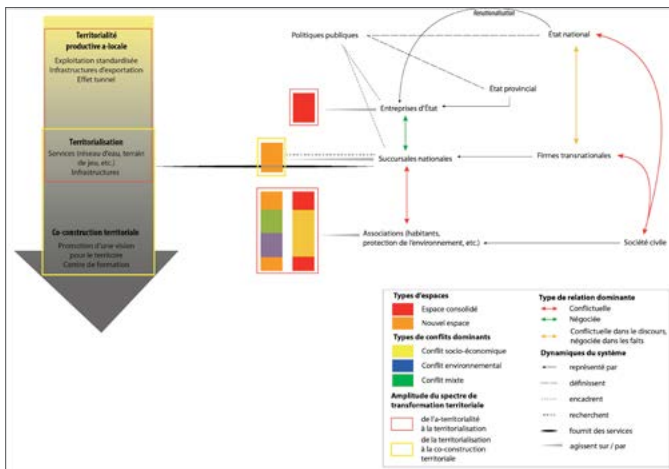 Territorialité
productive a-locale
Exploitation standardisée
Infrastructures d'exportation
Effet tunnel
Territorialisation
Services (réseau d'eau, terrain
de jeu, etc.)
Infrastructures
Co-construction territoriale
Promotion d'une vision
pour le territoire
Centre de formation
Politiques publiques
Renationalisation
État national
État provincial
Entreprises d'État
Succursales nationales
Firmes transnationales
Associations (habitants,
protection de l'environnement, etc.)
Société civile
Types d'espaces
Espace consolidé
Nouvel espace
Types de conflits dominants
Conflit socio-économique
Conflit environnemental
Conflit mixte
Amplitude du spectre de
transformation territoriale
de l'a-territorialité
à la territorialisation
de la territorialisation
à la co-construction
territoriale
Type de relation dominante
Conflictuelle
Négociée
Conflictuelle dans le discours,
négociée dans les faits
Dynamiques du système
représenté par
définissent
encadrent
recherchent
fournit des services
agissent sur / par